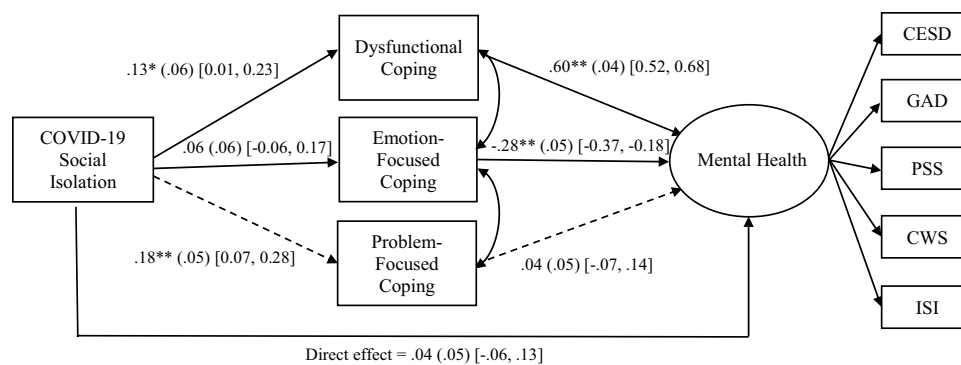 Dysfunctional
Coping
CESD
.13* (.06) [0.01, 0.23]
.60** (.04) [0.52, 0.68]
GAD
COVID-19
Social
Isolation
.06 (.06) [-0.06, 0.17]
Emotion-
Focused
Coping
-.28** (.05) [-0.37, -0.18]
Mental Health
PSS
CWS
.18** (.05) [0.07, 0.28]
Problem-
Focused
Coping
.04 (.05) [-.07, .14]
ISI
Direct effect = .04 (.05) [-.06, .13]